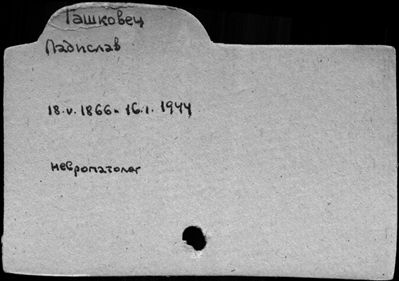 Гашковец
Ладислав
18.V.1866 - 16.I.1944
невропатолог